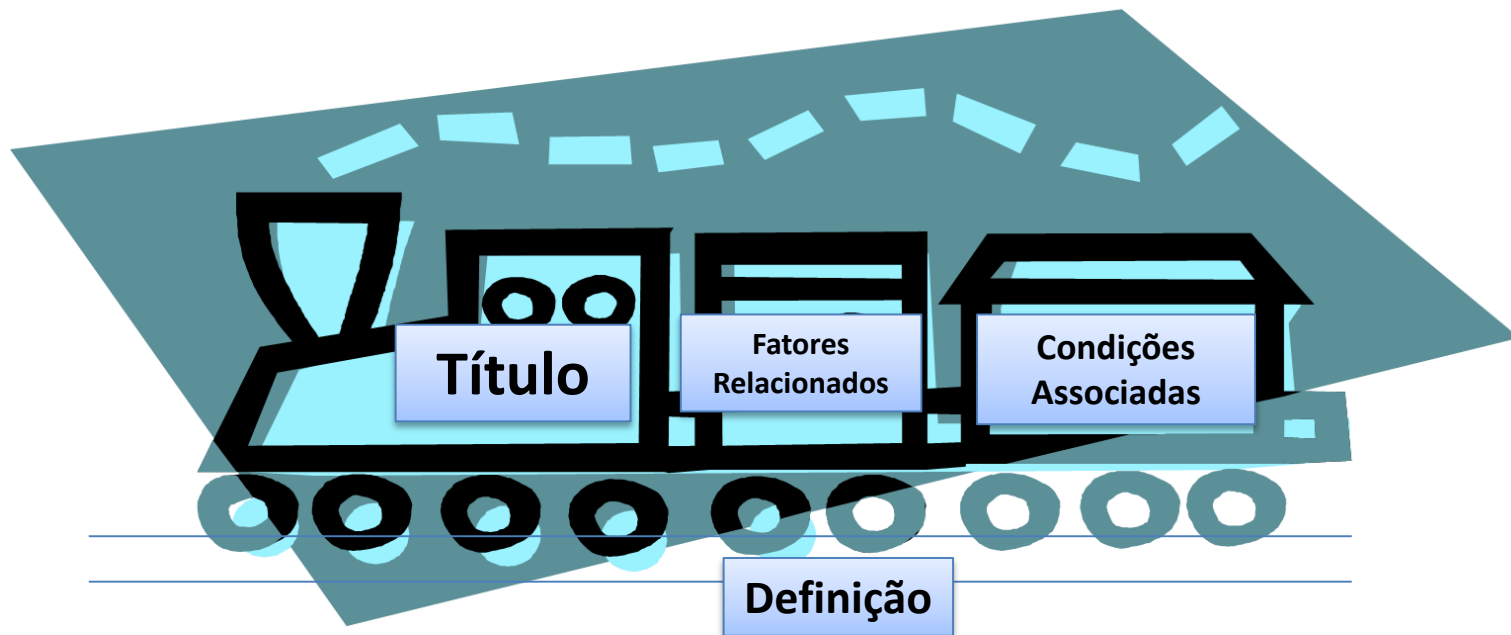 Título
Fatores
Relacionados
Condições
Associadas
Definição